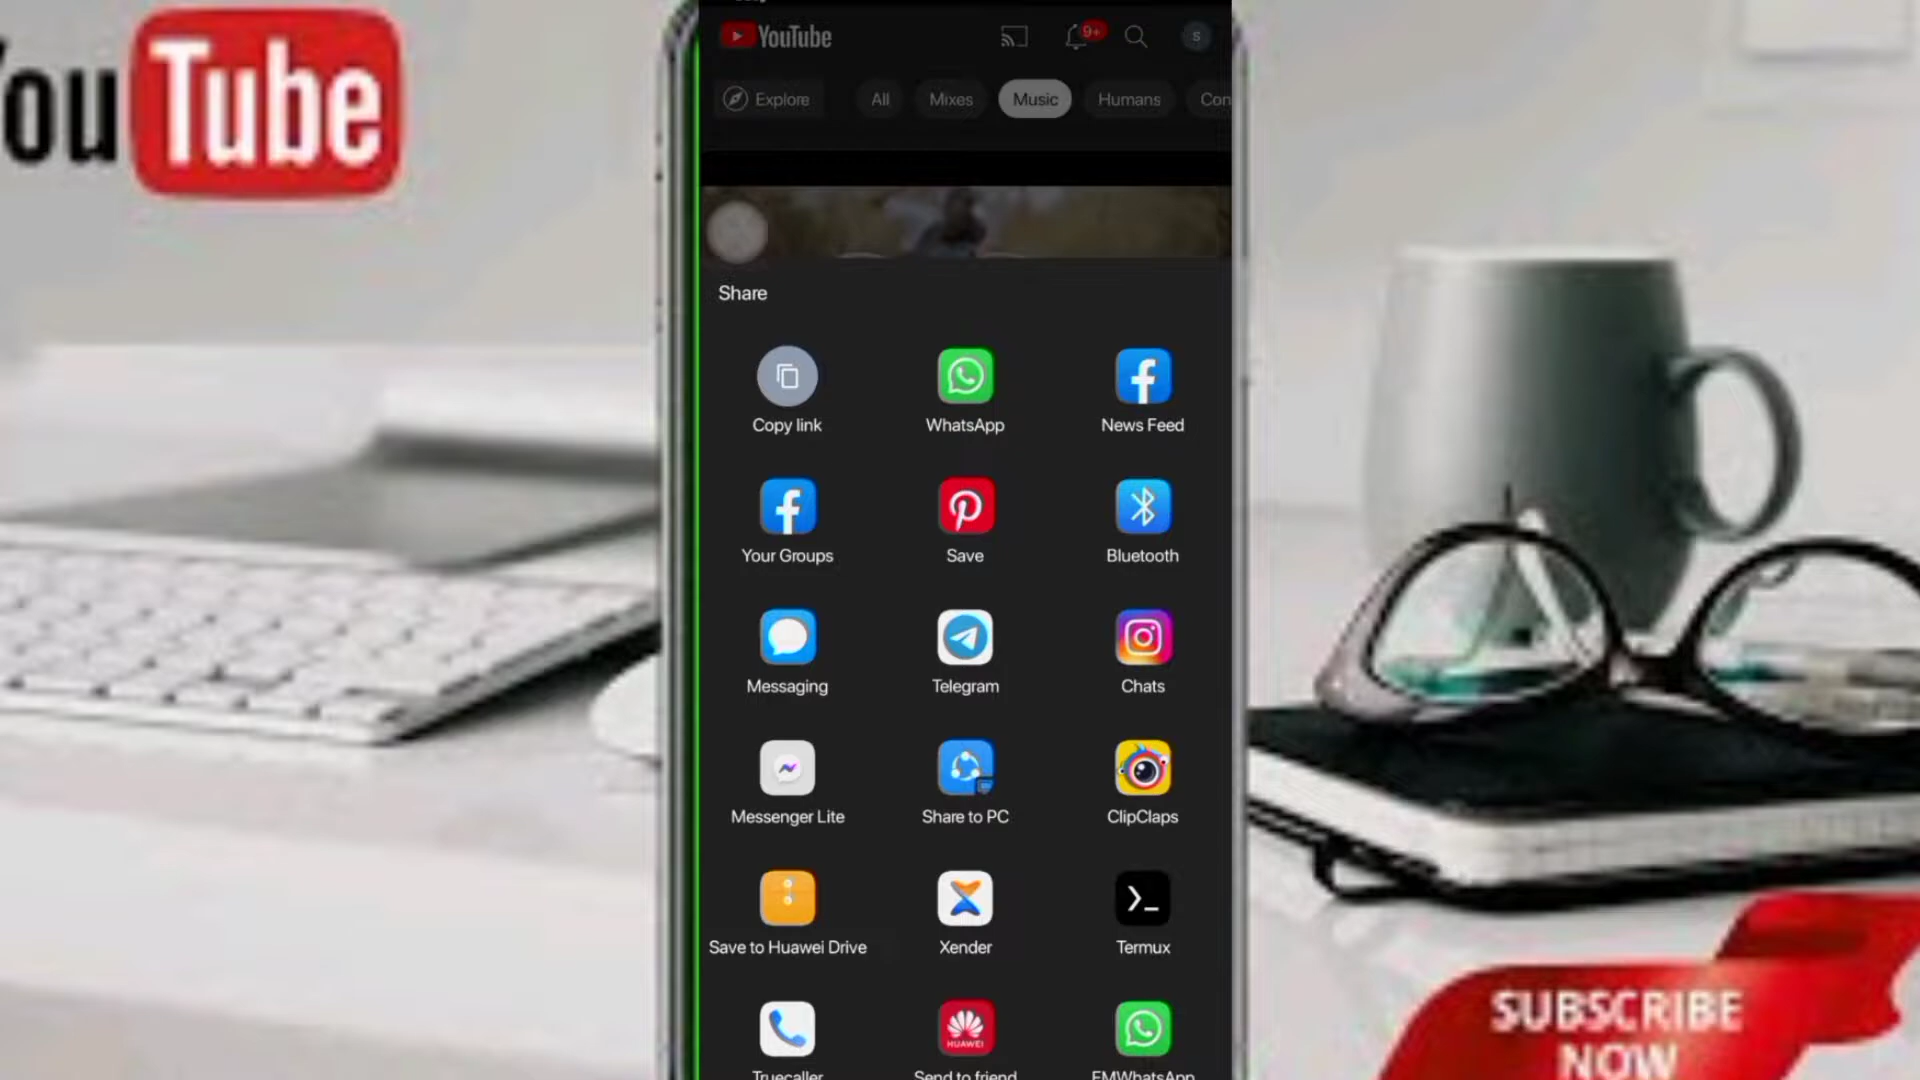 YouTube
YouTube
9+
S
Explore
All
Mixes
Music
Humans
Con
Share
Copy link
WhatsApp
News Feed
Your Groups
Save
Bluetooth
Messaging
Telegram
Chats
Messenger Lite
Share to PC
ClipClaps
Save to Huawei Drive
Xender
Termux
HUAWEI
Truecaller
Send to friend
FMWhatsApp
SUBSCRIBE
NOW